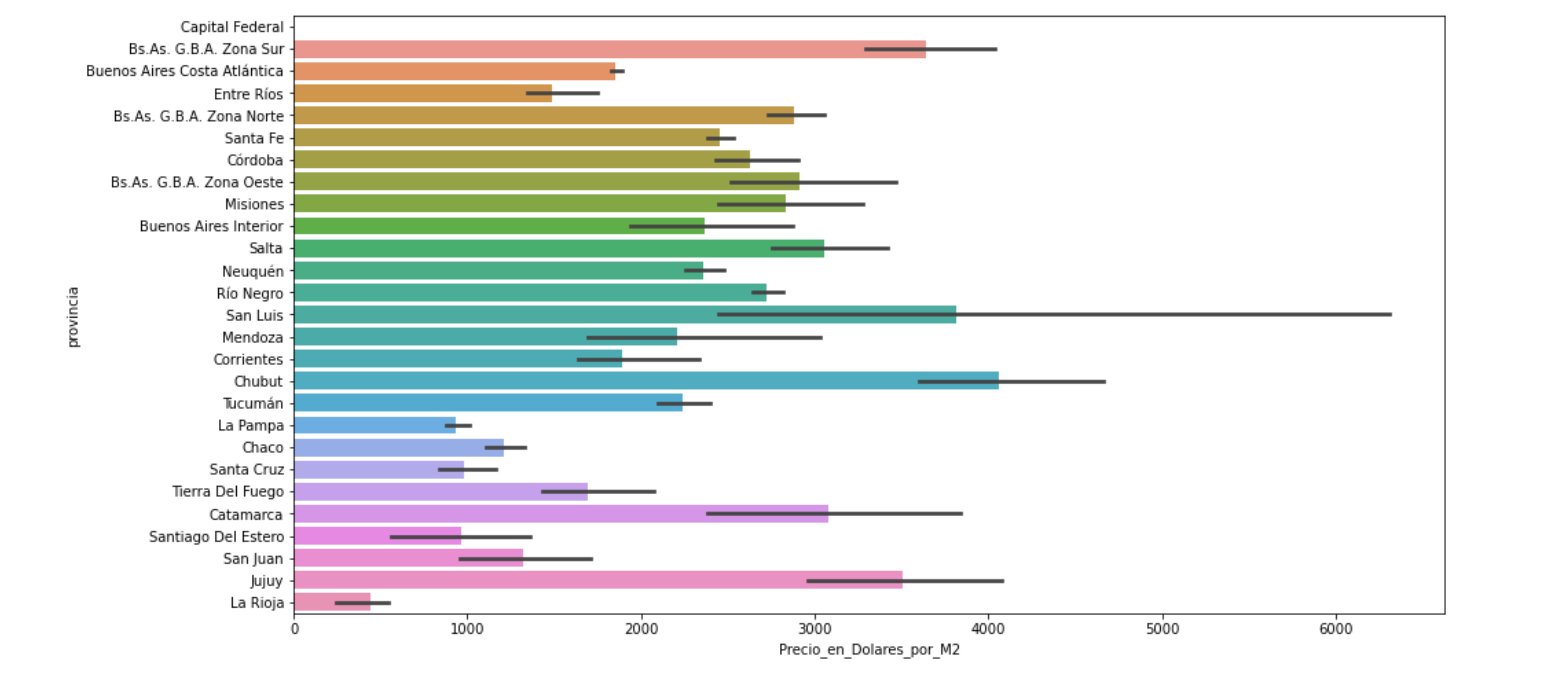 Capital Federal
Bs.As. G.B.A. Zona Sur
Buenos Aires Costa Atlántica
Entre Ríos
Bs.As. G.B.A. Zona Norte
Santa Fe
Córdoba
Bs.As. G.B.A. Zona Oeste
Misiones
Buenos Aires Interior
Salta
Neuquén
Río Negro
San Luis
Mendoza
Corrientes
Chubut
Tucumán
La Pampa
Chaco
Santa Cruz
Tierra Del Fuego
Catamarca
Santiago Del Estero
San Juan
Jujuy
La Rioja
provincia
0 1000 2000 3000 4000 5000 6000
Precio_en_Dolares_por_M2